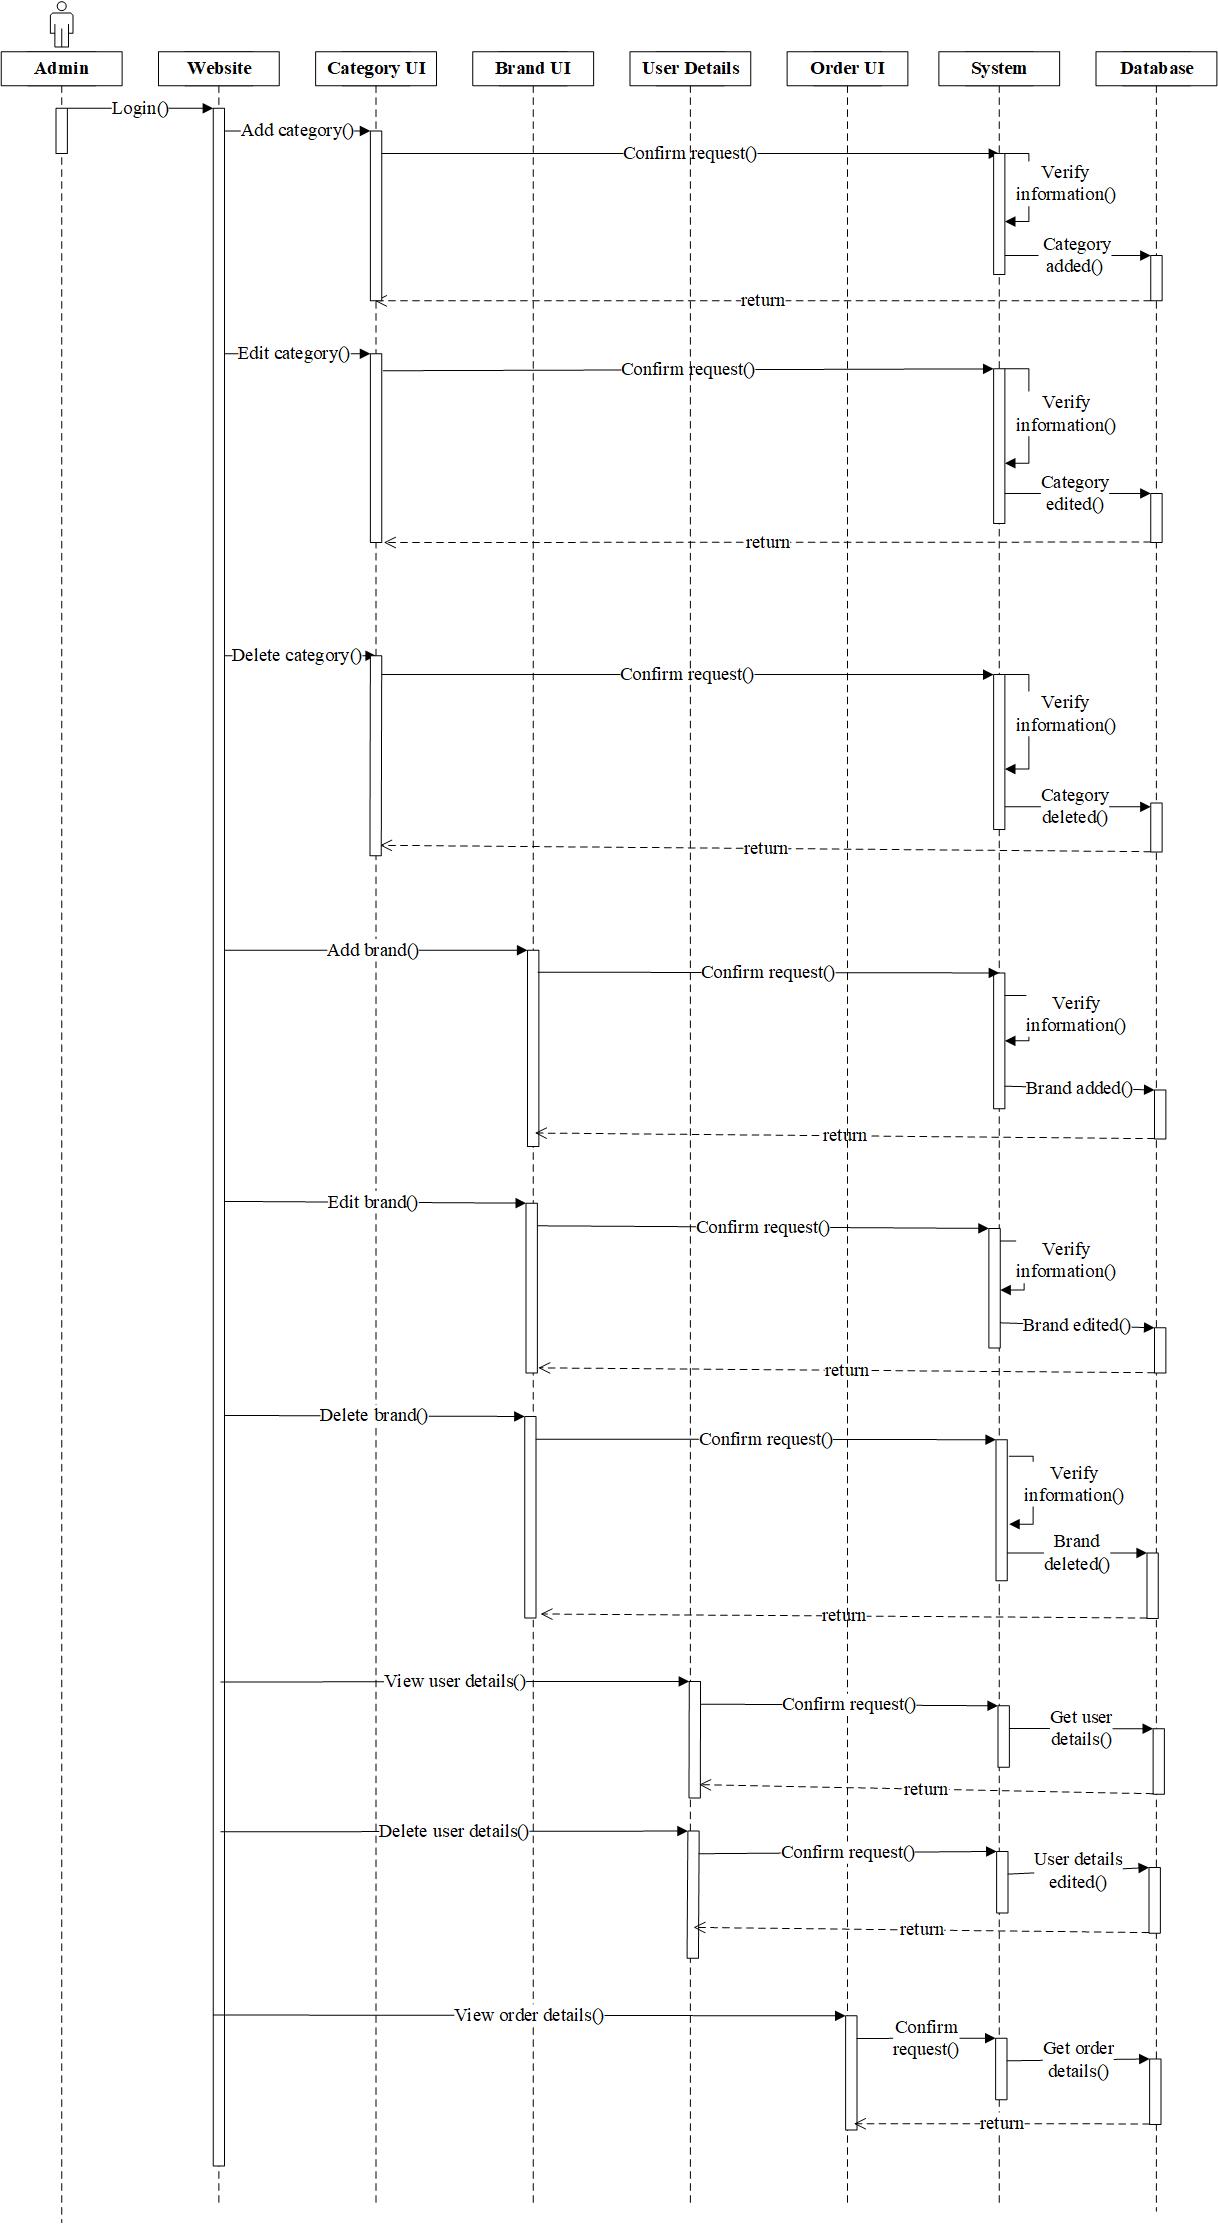 Admin
Website
Category UI
Brand UI
User Details
Order UI
System
Database
Login()
Add category()
Confirm request()
Verify
information()
Category
added()
return
Edit category()
Confirm request()
Verify
information()
Category
edited()
return
Delete category()
Confirm request()
Verify
information()
Category
deleted()
return
Add brand()
Confirm request()
Verify
information()
Brand added()
return
Edit brand()
Confirm request()
Verify
information()
Brand edited()
return
Delete brand()
Confirm request()
Verify
information()
Brand
deleted()
return
View user details()
Confirm request()
Get user
details()
return
Delete user details()
Confirm request()
User details
edited()
return
View order details()
Confirm
request()
Get order
details()
return